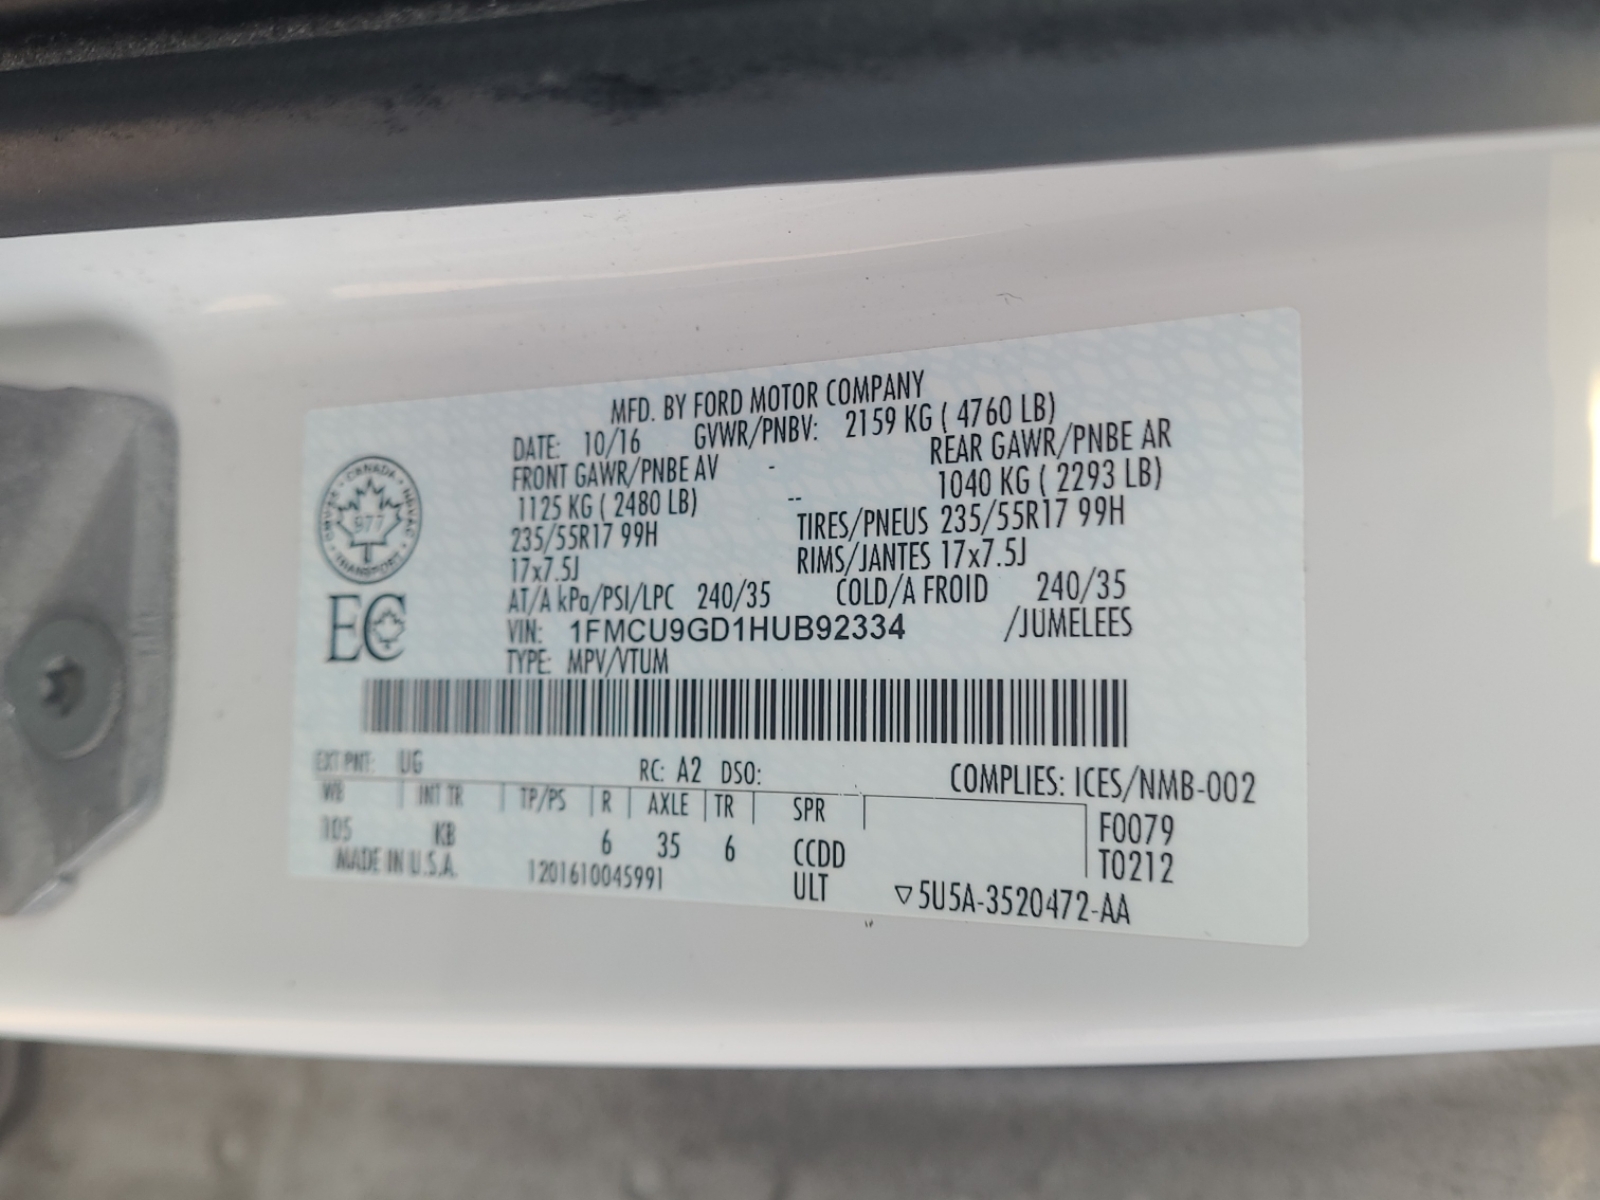 MFD. BY FORD MOTOR COMPANY
DATE: 10/16 GVWR/PNBV: 2159 KG ( 4760 LB)
FRONT GAWR/PNBE AV - REAR GAWR/PNBE AR
1125 KG ( 2480 LB) -- 1040 KG ( 2293 LB)
235/55R17 99H TIRES/PNEUS 235/55R17 99H
17x7.5J RIMS/JANTES 17x7.5J
AT/A kPa/PSI/LPC 240/35 COLD/A FROID 240/35
VIN: 1FMCU9GD1HUB92334 /JUMELEES
TYPE: MPV/VTUM
CANADA
977
TRANSPORT
EC
EXT PNT: UG RC: A2 DSO: COMPLIES: ICES/NMB-002
WB INT TR TP/PS R AXLE TR SPR F0079
105 KB 6 35 6 CCDD T0212
MADE IN U.S.A. 1201610045991 ULT ▽5U5A-3520472-AA